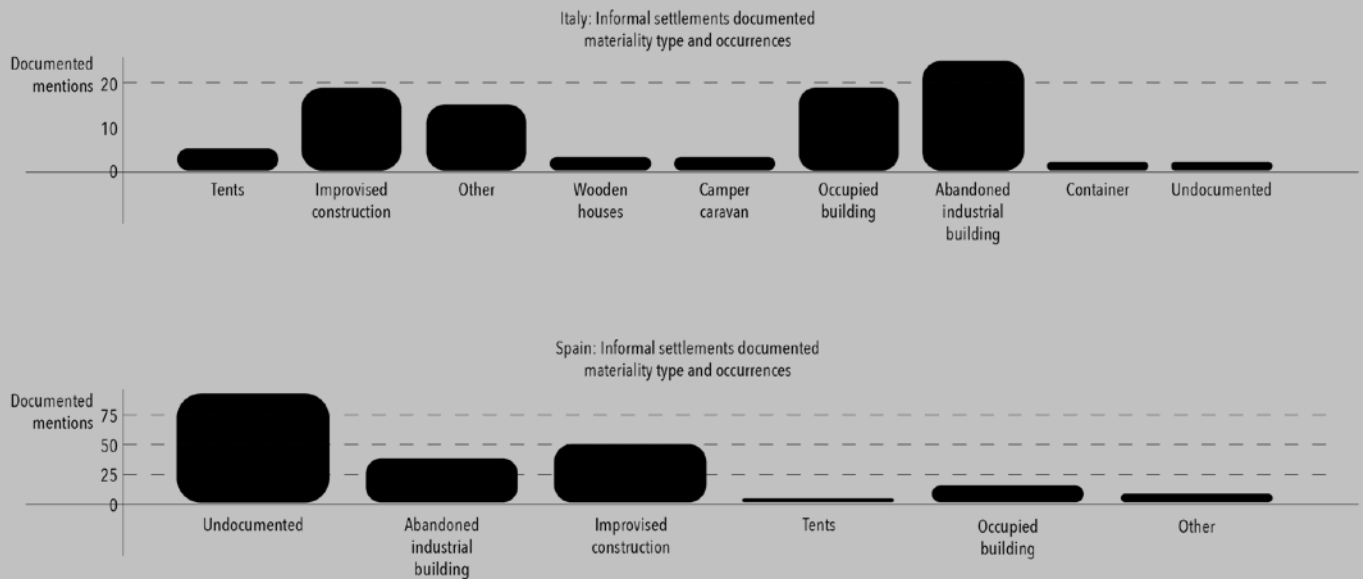 Italy: Informal settlements documented
materiality type and occurrences
Documented
mentions
20
10
0
Tents
Improvised
construction
Other
Wooden
houses
Camper
caravan
Occupied
building
Abandoned
industrial
building
Container
Undocumented
Spain: Informal settlements documented
materiality type and occurrences
Documented
mentions
75
50
25
0
Undocumented
Abandoned
industrial
building
Improvised
construction
Tents
Occupied
building
Other